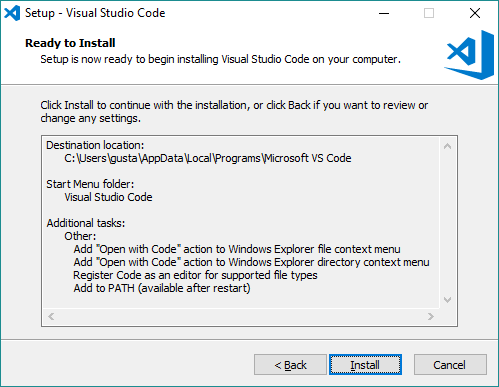 Setup - Visual Studio Code
Ready to Install
Setup is now ready to begin installing Visual Studio Code on your computer.
Click Install to continue with the installation, or click Back if you want to review or
change any settings.
Destination location:
C:\Users\gusta\AppData\Local\Programs\Microsoft VS Code
Start Menu folder:
Visual Studio Code
Additional tasks:
Other:
Add "Open with Code" action to Windows Explorer file context menu
Add "Open with Code" action to Windows Explorer directory context menu
Register Code as an editor for supported file types
Add to PATH (available after restart)
< Back Install Cancel